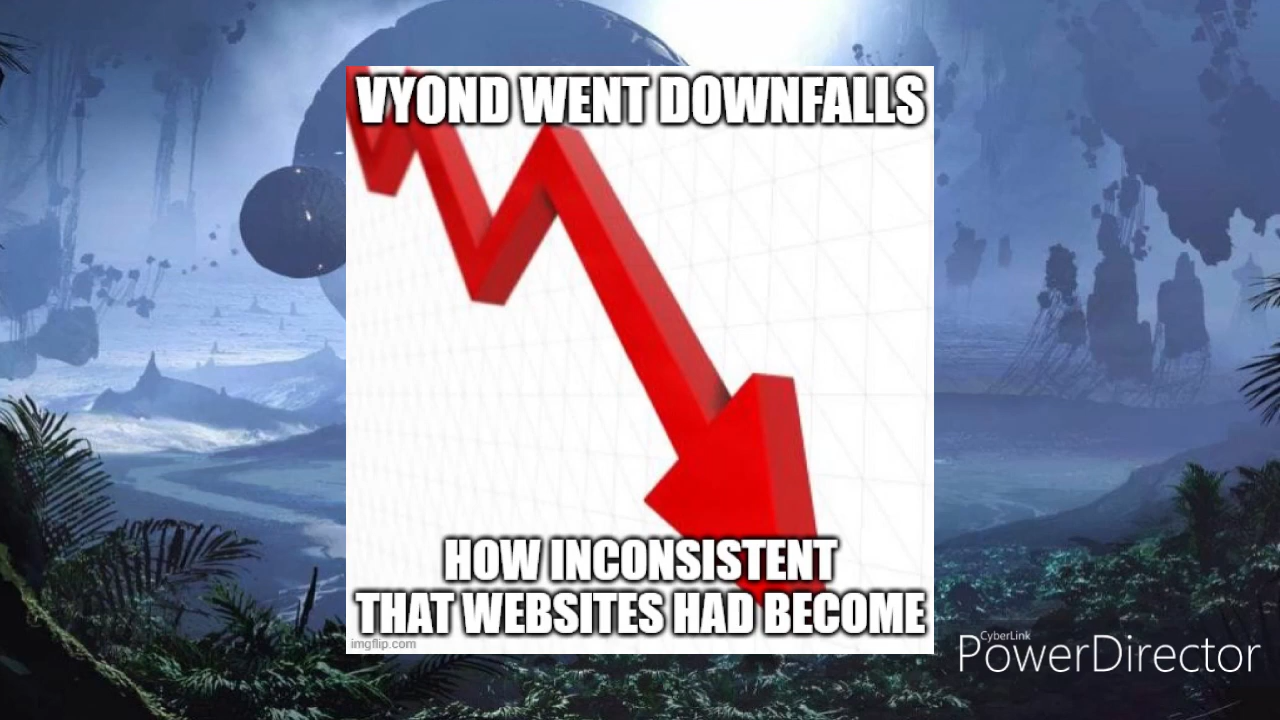 VYOND WENT DOWNFALLS
HOW INCONSISTENT
THAT WEBSITES HAD BECOME
imgflip.com
CyberLink
PowerDirector